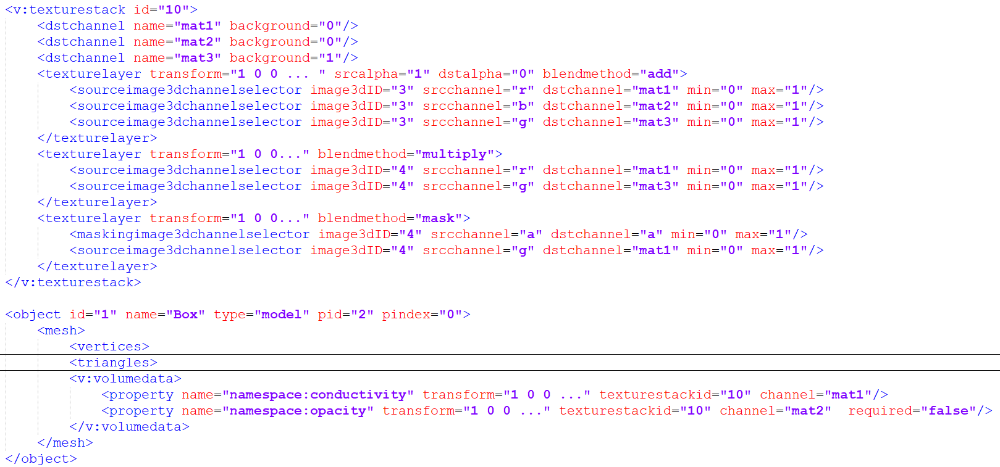 <v:texturestack id="10">
<dstchannel name="mat1" background="0"/>
<dstchannel name="mat2" background="0"/>
<dstchannel name="mat3" background="1"/>
<texturelayer transform="1 0 0 ... " srcalpha="1" dstalpha="0" blendmethod="add">
<sourceimage3dchannelselector image3dID="3" srcchannel="r" dstchannel="mat1" min="0" max="1"/>
<sourceimage3dchannelselector image3dID="3" srcchannel="b" dstchannel="mat2" min="0" max="1"/>
<sourceimage3dchannelselector image3dID="3" srcchannel="g" dstchannel="mat3" min="0" max="1"/>
</texturelayer>
<texturelayer transform="1 0 0..." blendmethod="multiply">
<sourceimage3dchannelselector image3dID="4" srcchannel="r" dstchannel="mat1" min="0" max="1"/>
<sourceimage3dchannelselector image3dID="4" srcchannel="g" dstchannel="mat3" min="0" max="1"/>
</texturelayer>
<texturelayer transform="1 0 0..." blendmethod="mask">
<maskingimage3dchannelselector image3dID="4" srcchannel="a" dstchannel="a" min="0" max="1"/>
<sourceimage3dchannelselector image3dID="4" srcchannel="g" dstchannel="mat1" min="0" max="1"/>
</texturelayer>
</v:texturestack>
<object id="1" name="Box" type="model" pid="2" pindex="0">
<mesh>
<vertices>
<triangles>
<v:volumedata>
<property name="namespace:conductivity" transform="1 0 0 ..." texturestackid="10" channel="mat1"/>
<property name="namespace:opacity" transform="1 0 0 ..." texturestackid="10" channel="mat2"  required="false"/>
</v:volumedata>
</mesh>
</object>